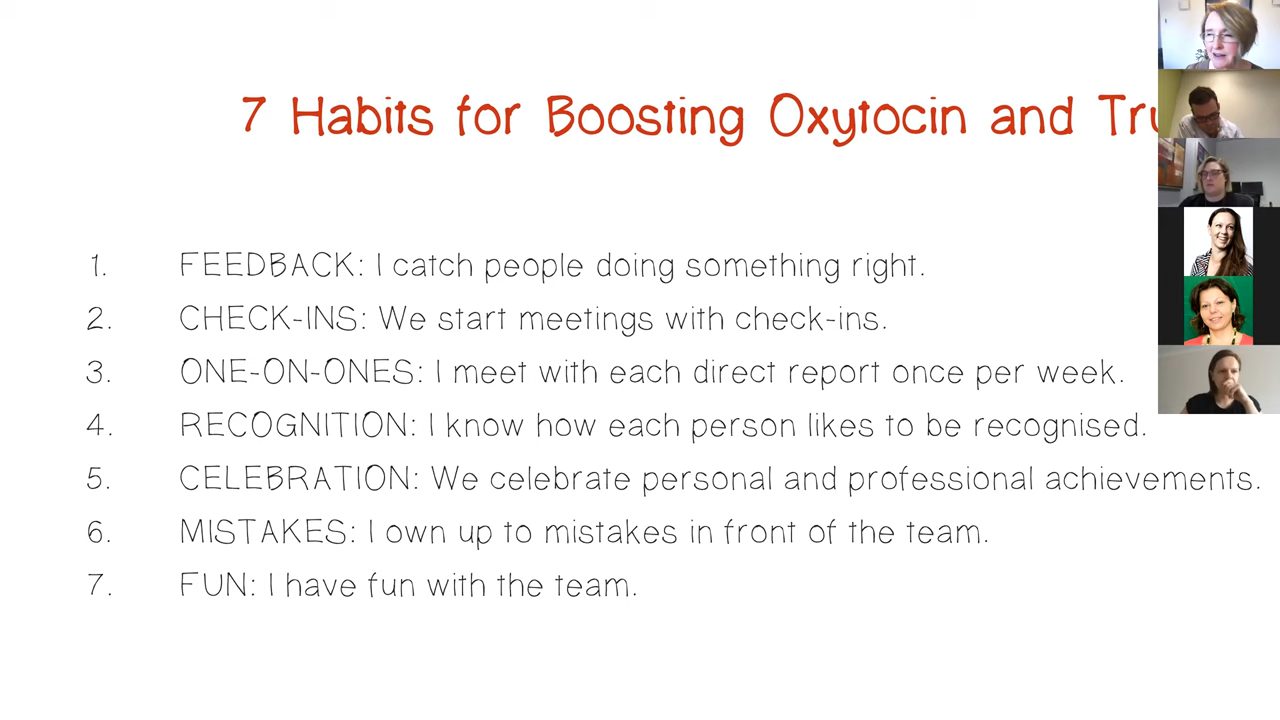 7 Habits for Boosting Oxytocin and
1. FEEDBACK: I catch people doing something right.
2. CHECK-INS: We start meetings with check-ins.
3. ONE-ON-ONES: I meet with each direct report once per week.
4. RECOGNITION: I know how each person likes to be recognised.
5. CELEBRATION: We celebrate personal and professional achievements.
6. MISTAKES: I own up to mistakes in front of the team.
7. FUN: I have fun with the team.